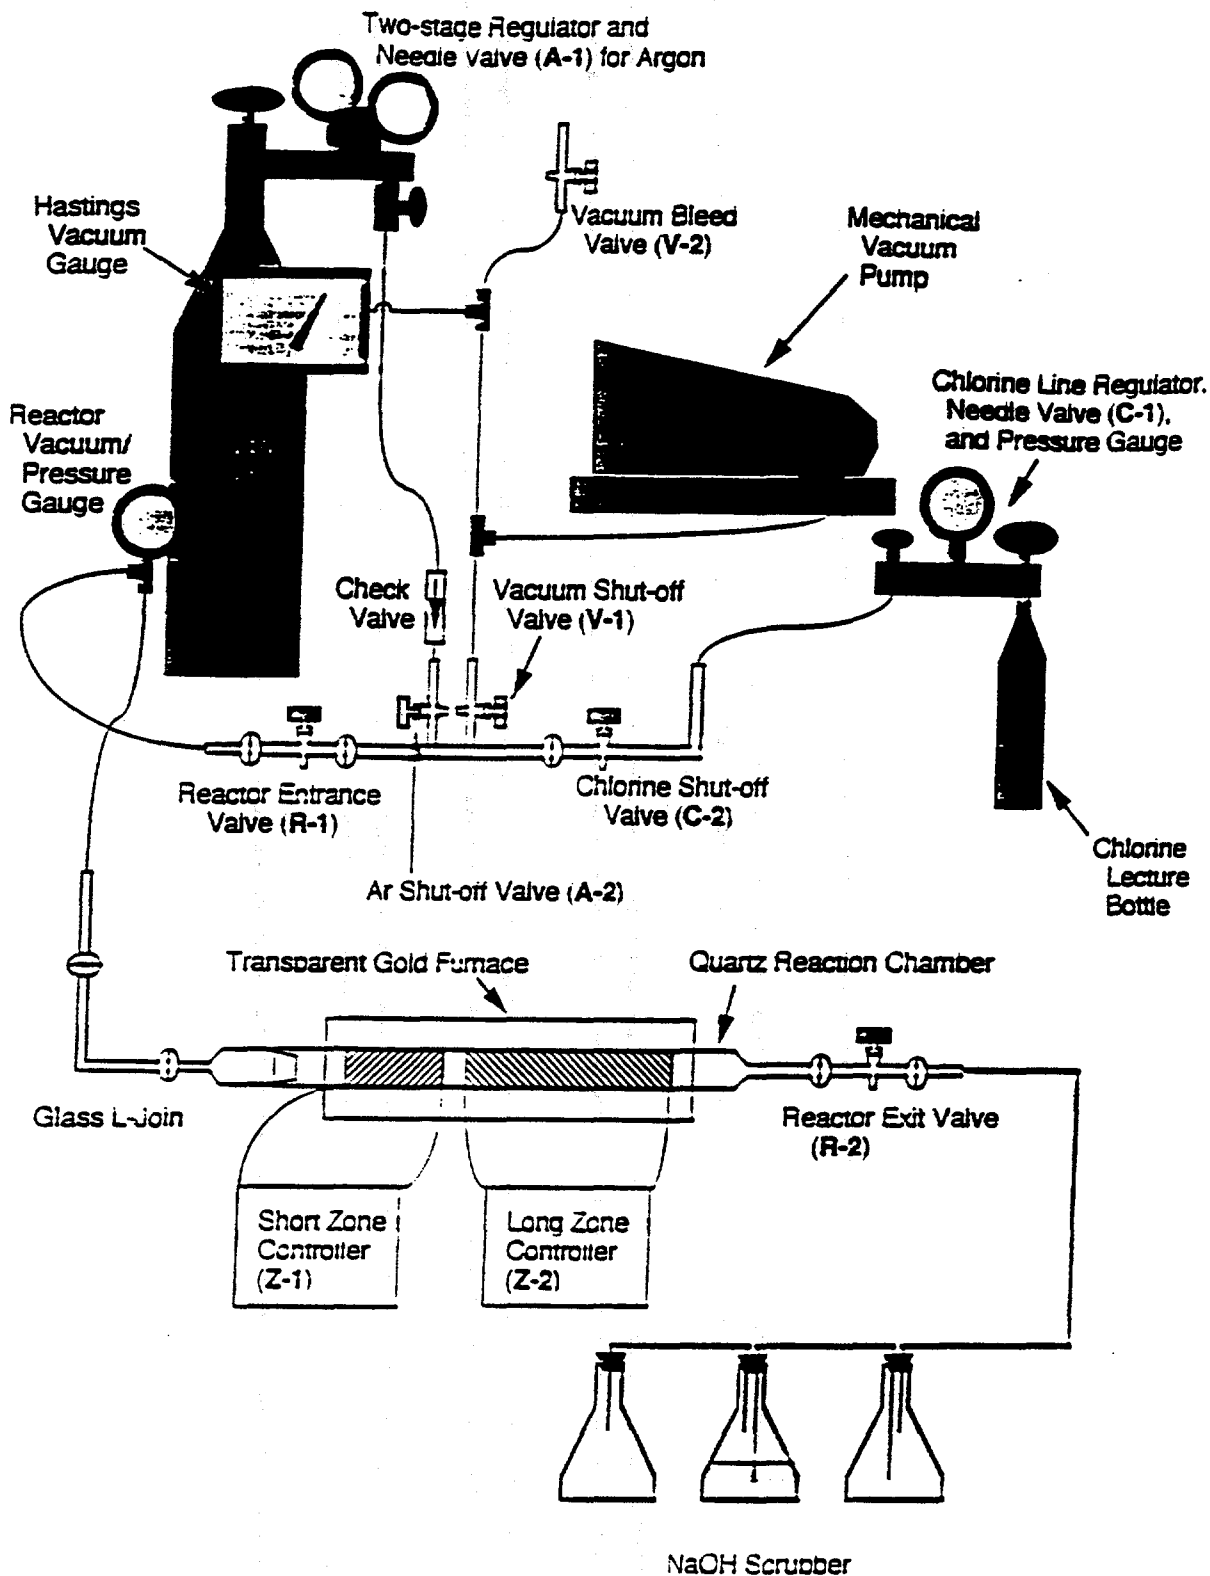 Two-stage Regulator and
Needle Valve (A-1) for Argon
Hastings
Vacuum
Gauge
Vacuum Bleed
Valve (V-2)
Mechanical
Vacuum
Pump
Chlorine Line Regulator.
Needle Valve (C-1),
and Pressure Gauge
Reactor
Vacuum/
Pressure
Gauge
Check
Valve
Vacuum Shut-off
Valve (V-1)
Reactor Entrance
Valve (R-1)
Chlorine Shut-off
Valve (C-2)
Ar Shut-off Valve (A-2)
Chlorine
Lecture
Bottle
Transparent Gold Furnace
Quartz Reaction Chamber
Glass L-Join
Reactor Exit Valve
(R-2)
Short Zone
Controller
(Z-1)
Long Zone
Controller
(Z-2)
NaOH Scrubber